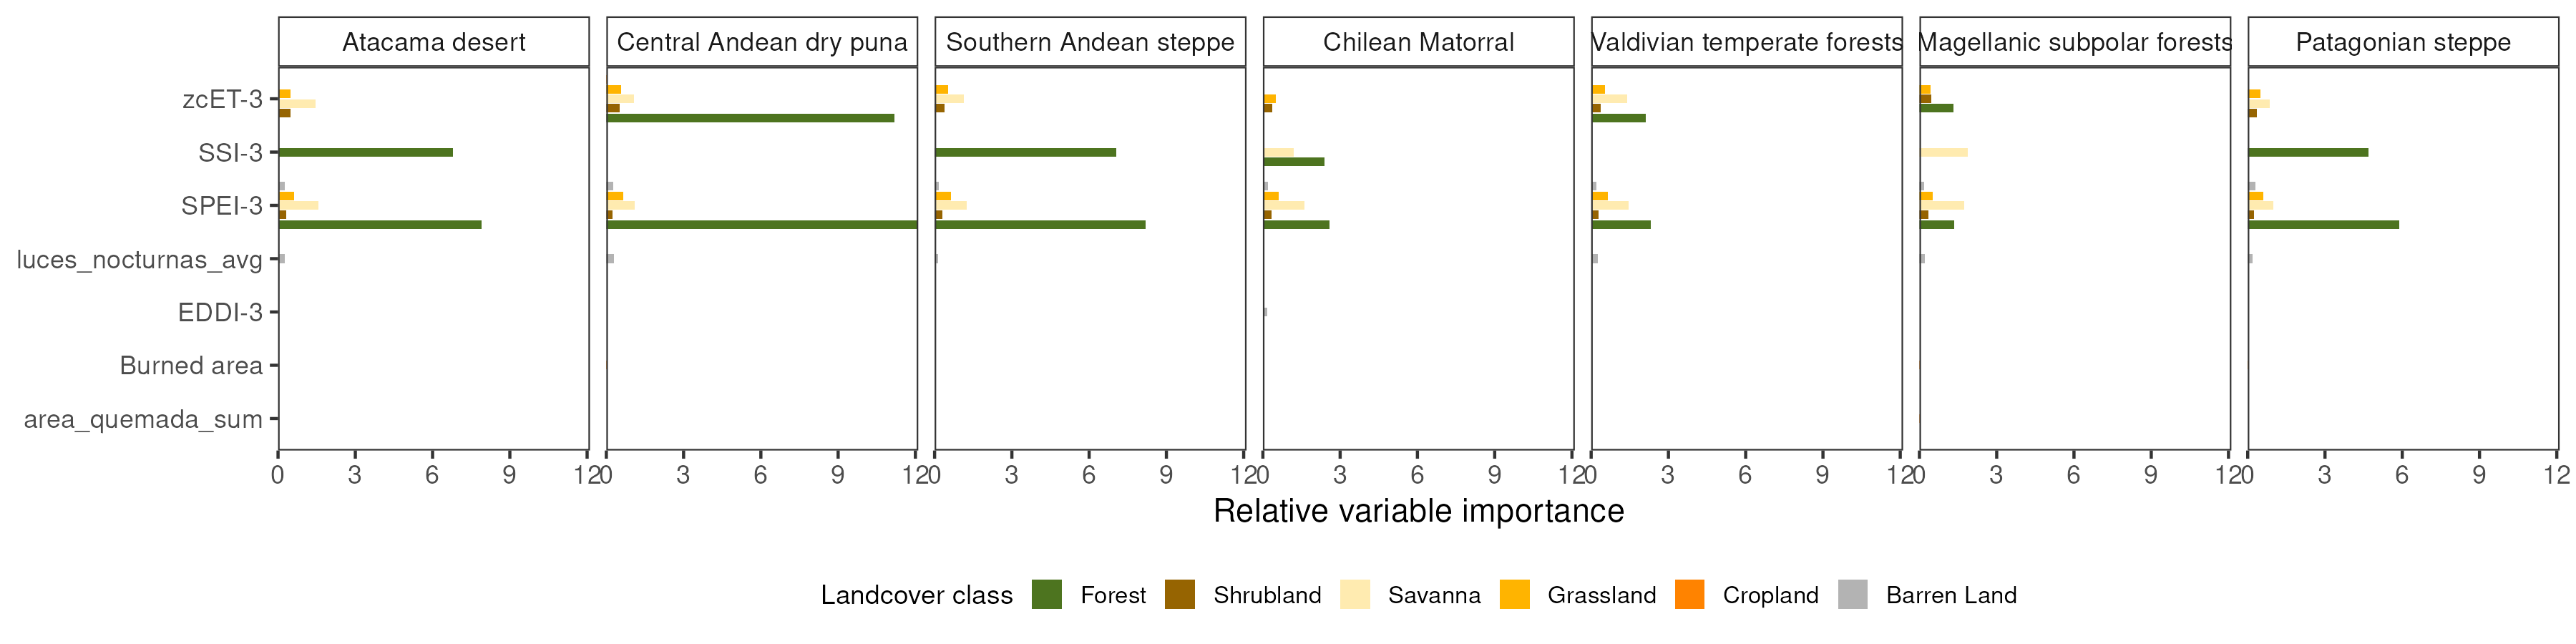 Atacama desert Central Andean dry puna Southern Andean steppe Chilean Matorral Valdivian temperate forests Magellanic subpolar forests Patagonian steppe
zcET-3
SSI-3
SPEI-3
luces_nocturnas_avg
EDDI-3
Burned area
area_quemada_sum
0 3 6 9 12 0 3 6 9 12 0 3 6 9 12 0 3 6 9 12 0 3 6 9 12 0 3 6 9 12 0 3 6 9 12
Relative variable importance
Landcover class Forest Shrubland Savanna Grassland Cropland Barren Land